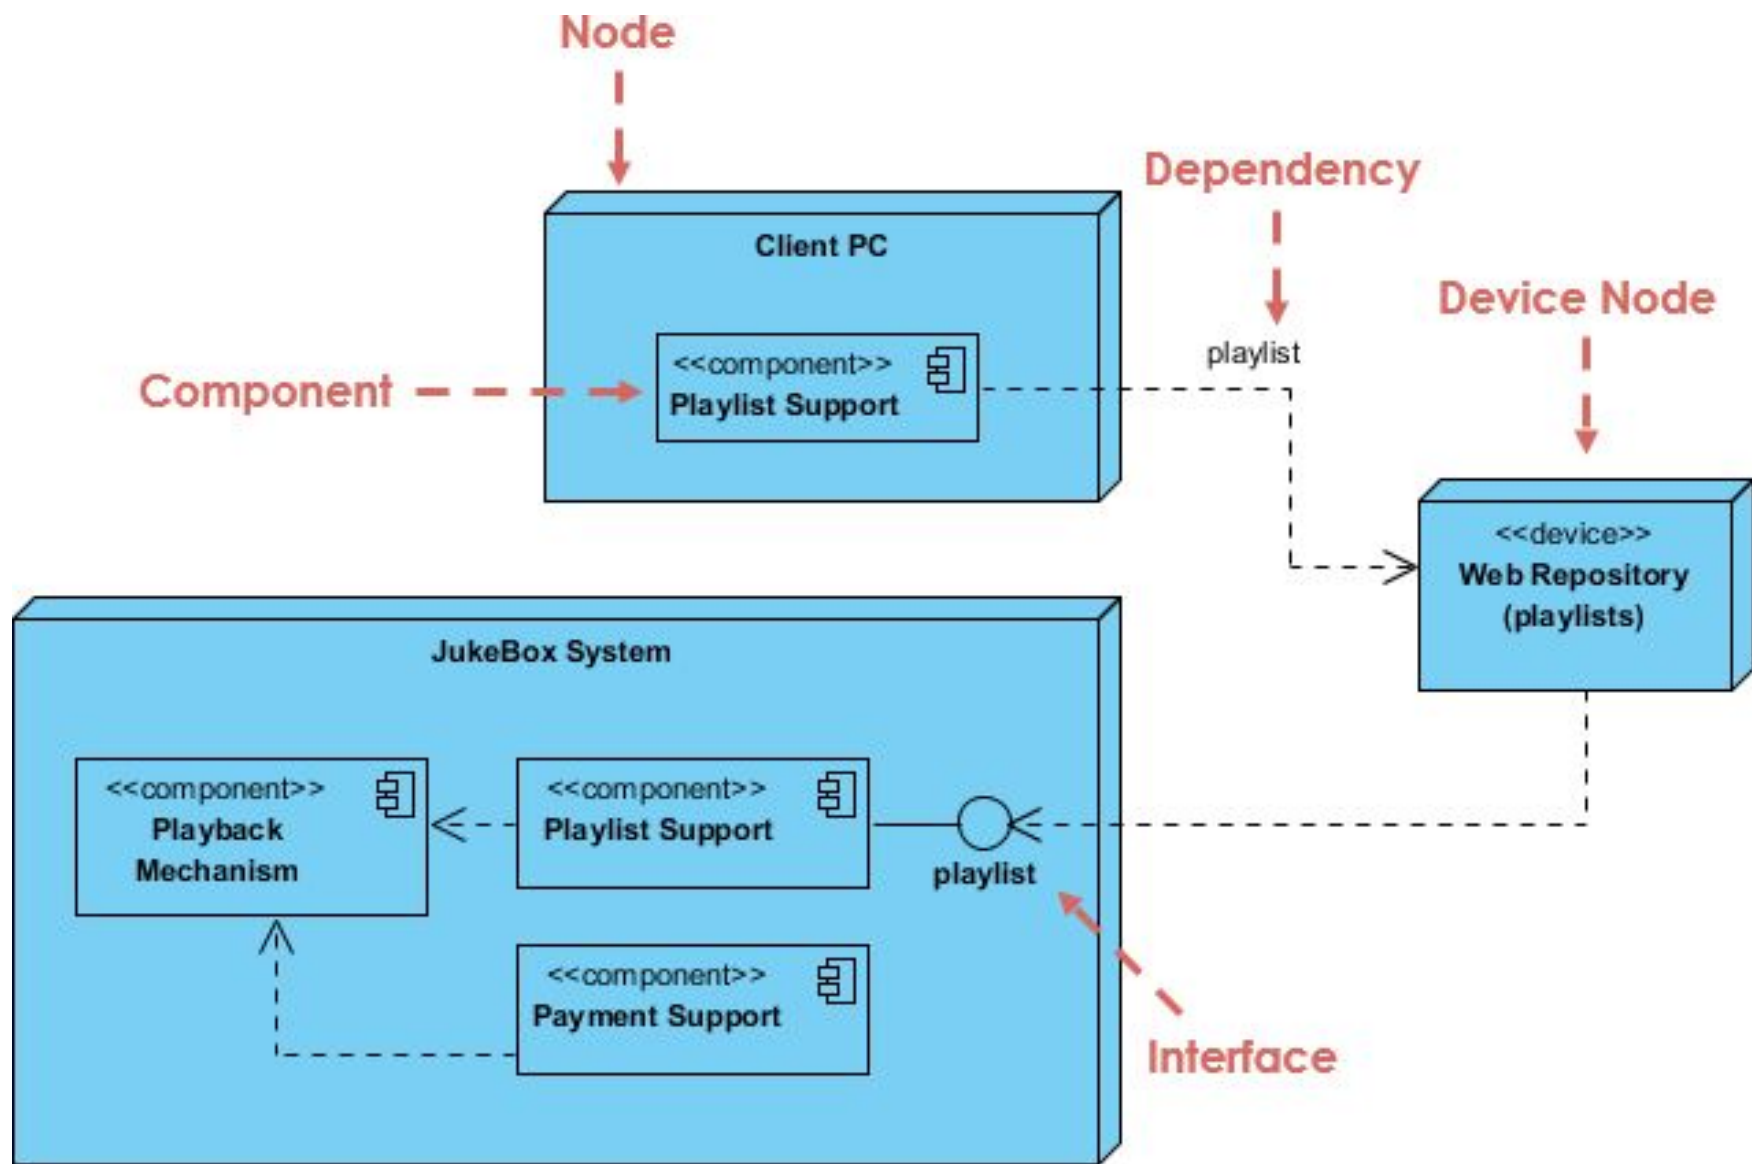 Node
Dependency
Client PC
Device Node
playlist
<<component>>
Component
Playlist Support
<<device>>
Web Repository
(playlists)
JukeBox System
<<component>>
Playback
Mechanism
<<component>>
Playlist Support
playlist
<<component>>
Payment Support
Interface